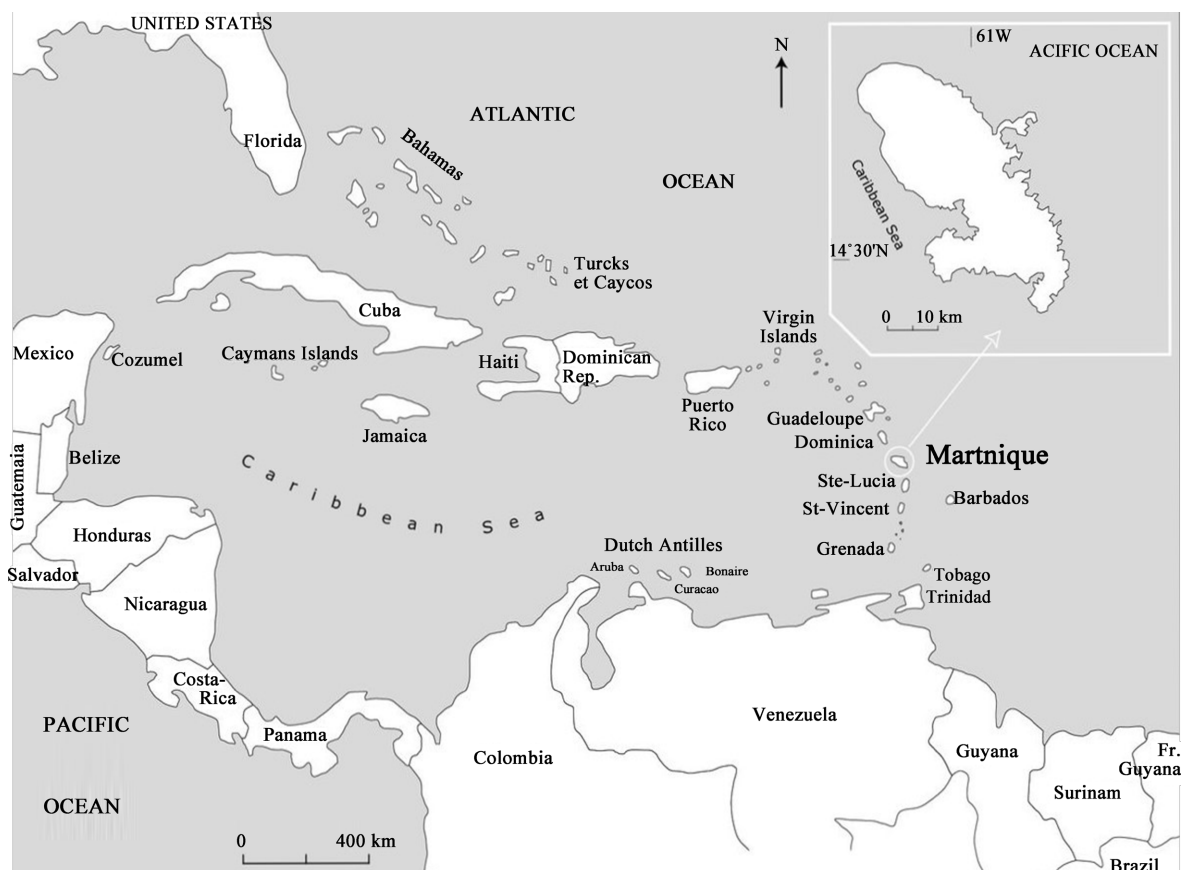 UNITED STATES
61W
ACIFIC OCEAN
N
ATLANTIC
Florida
Bahamas
OCEAN
Caribbean Sea
14°30'N
Turcks
et Caycos
Cuba
0 10 km
Virgin
Islands
Mexico
Cozumel
Caymans Islands
Haiti
Dominican
Rep.
Puerto
Rico
Guadeloupe
Jamaica
Dominica
Martnique
Belize
Guatemaia
Caribbean Sea
Ste-Lucia
Barbados
St-Vincent
Honduras
Grenada
Dutch Antilles
Aruba
Bonaire
Curacao
Salvador
Tobago
Trinidad
Nicaragua
Costa-
Rica
PACIFIC
Panama
Venezuela
Colombia
Guyana
Fr.
Guyana
Surinam
OCEAN
0 400 km
Brazil